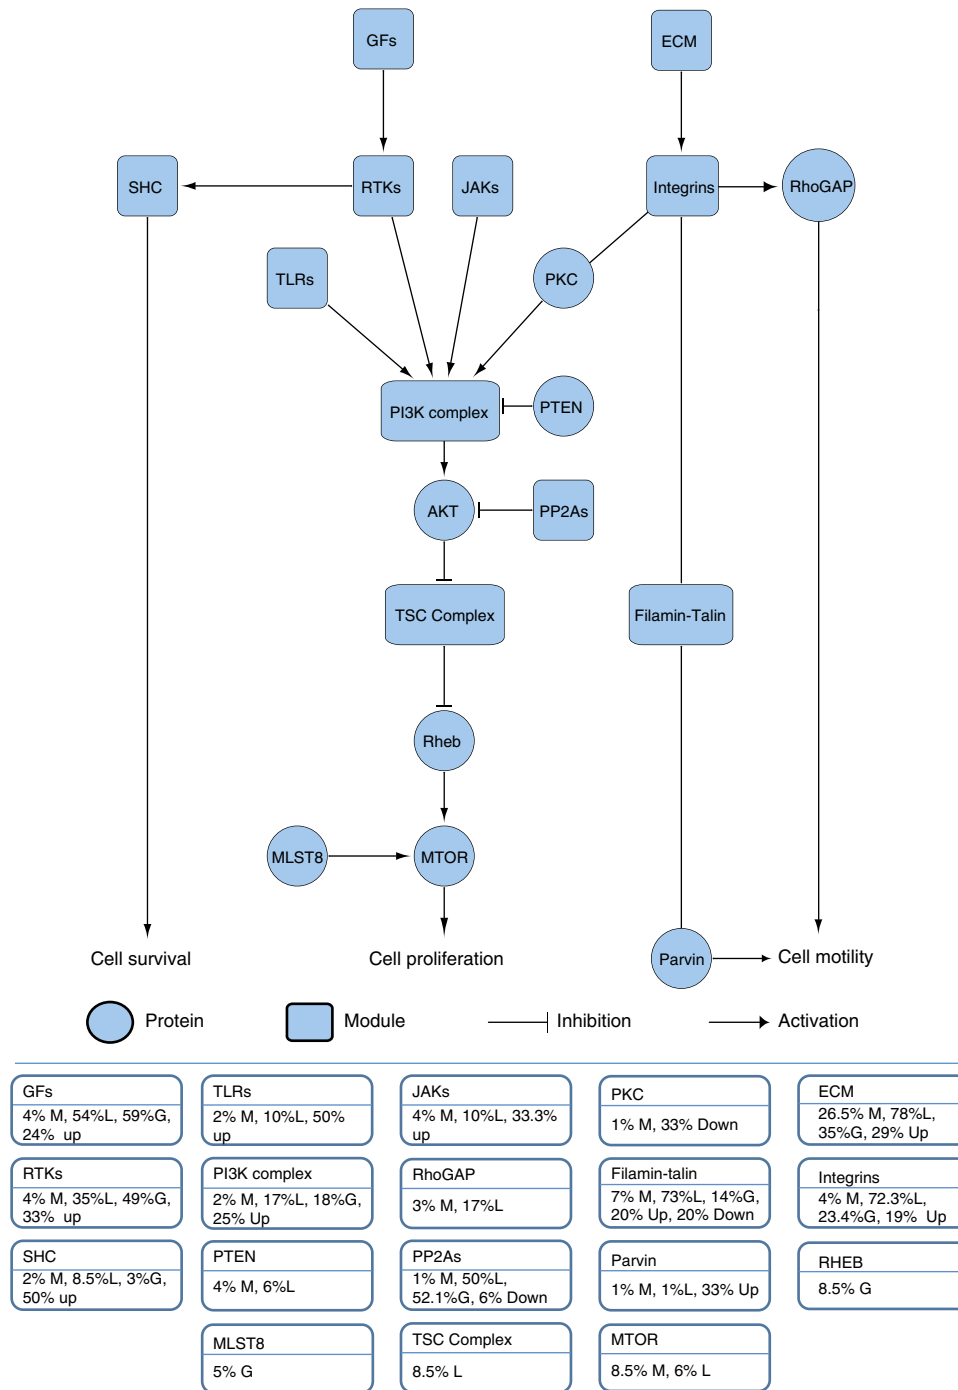 GFs
ECM
SHC
RTKs
JAKs
Integrins
RhoGAP
TLRs
PKC
PI3K complex
PTEN
AKT
PP2As
TSC Complex
Filamin-Talin
Rheb
MLST8
MTOR
Cell survival
Cell proliferation
Parvin
Cell motility
Protein
Module
Inhibition
Activation
GFs
4% M, 54%L, 59%G,
24% up
TLRs
2% M, 10%L, 50%
up
JAKs
4% M, 10%L, 33.3%
up
PKC
1% M, 33% Down
ECM
26.5% M, 78%L,
35%G, 29% Up
RTKs
4% M, 35%L, 49%G,
33% up
PI3K complex
2% M, 17%L, 18%G,
25% Up
RhoGAP
3% M, 17%L
Filamin-talin
7% M, 73%L, 14%G,
20% Up, 20% Down
Integrins
4% M, 72.3%L,
23.4%G, 19% Up
SHC
2% M, 8.5%L, 3%G,
50% up
PTEN
4% M, 6%L
PP2As
1% M, 50%L,
52.1%G, 6% Down
Parvin
1% M, 1%L, 33% Up
RHEB
8.5% G
MLST8
5% G
TSC Complex
8.5% L
MTOR
8.5% M, 6% L